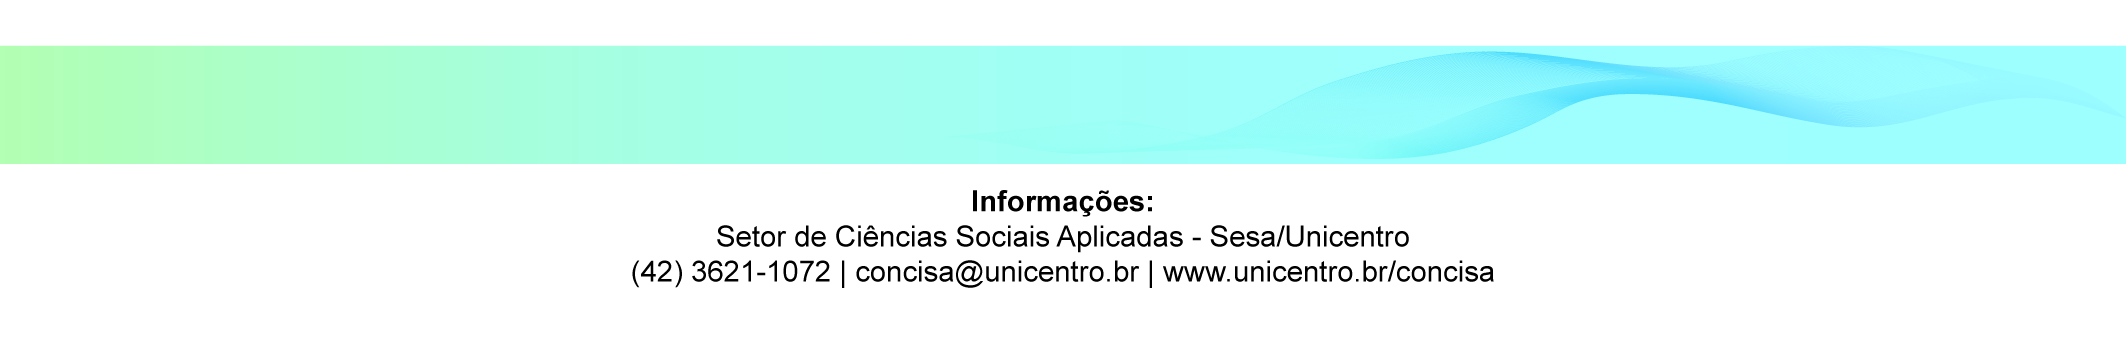 Informações:
Setor de Ciências Sociais Aplicadas - Sesa/Unicentro
(42) 3621-1072 | concisa@unicentro.br | www.unicentro.br/concisa